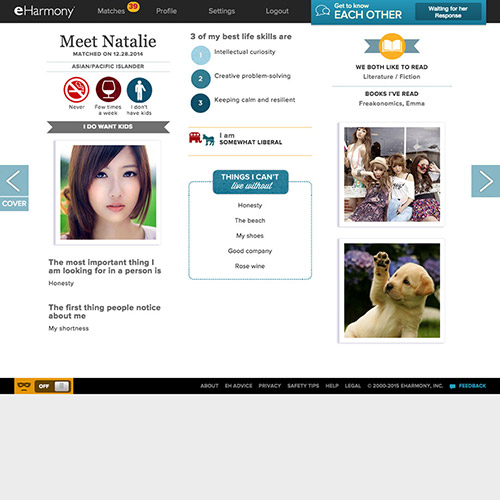 eHarmony
Matches 39
Profile
Settings
Logout
Get to know
EACH OTHER
Waiting for her
Response
Meet Natalie
MATCHED ON 12.28.2014
ASIAN/PACIFIC ISLANDER
Never
Few times
a week
I don't
have kids
I DO WANT KIDS
The most important thing I
am looking for in a person is
Honesty
The first thing people notice
about me
My shortness
3 of my best life skills are
1 Intellectual curiosity
2 Creative problem-solving
3 Keeping calm and resilient
I am
SOMEWHAT LIBERAL
THINGS I CAN'T
live without
Honesty
The beach
My shoes
Good company
Rose wine
WE BOTH LIKE TO READ
Literature / Fiction
BOOKS I'VE READ
Freakonomics, Emma
COVER
OFF
ABOUT EH ADVICE PRIVACY SAFETY TIPS HELP LEGAL © 2000-2015 EHARMONY, INC. FEEDBACK